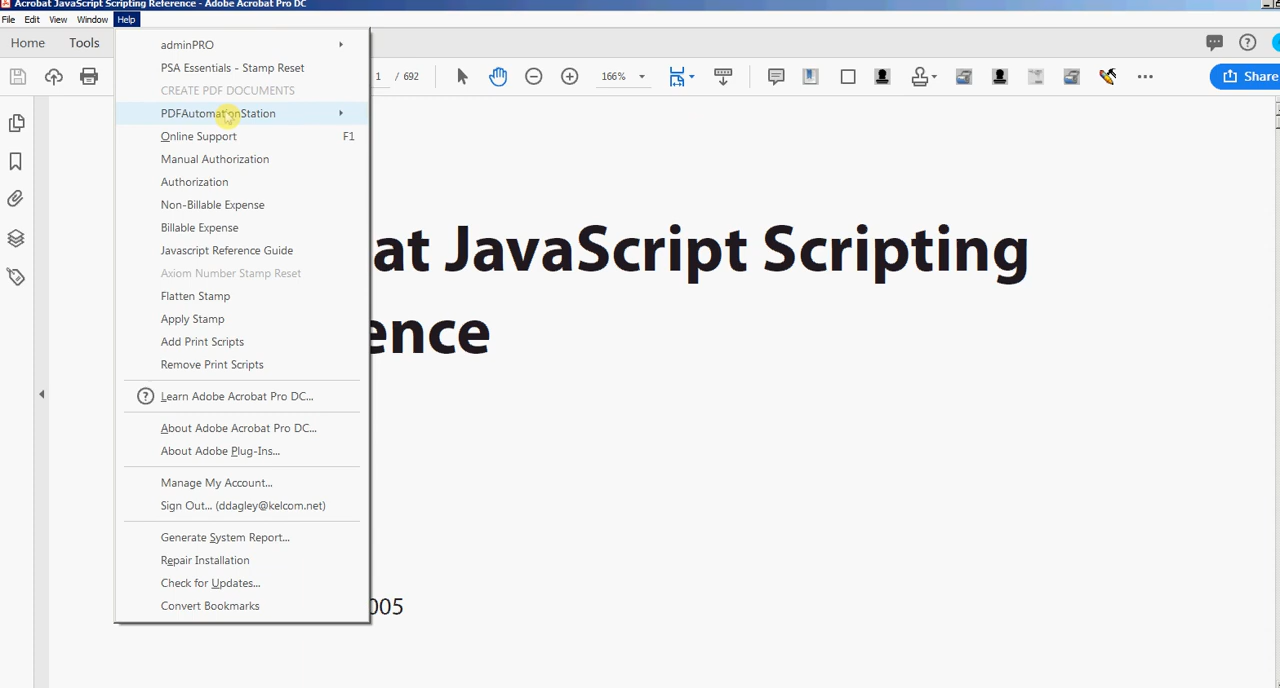 Acrobat JavaScript Scripting Reference - Adobe Acrobat Pro DC
File Edit View Window Help
Home Tools
1 / 692 166% Share
adminPRO
PSA Essentials - Stamp Reset
CREATE PDF DOCUMENTS
PDFAutomationStation
Online Support F1
Manual Authorization
Authorization
Non-Billable Expense
Billable Expense
Javascript Reference Guide
Axiom Number Stamp Reset
Flatten Stamp
Apply Stamp
Add Print Scripts
Remove Print Scripts
Learn Adobe Acrobat Pro DC...
About Adobe Acrobat Pro DC...
About Adobe Plug-Ins...
Manage My Account...
Sign Out... (ddagley@kelcom.net)
Generate System Report...
Repair Installation
Check for Updates...
Convert Bookmarks
at JavaScript Scripting
ence
005